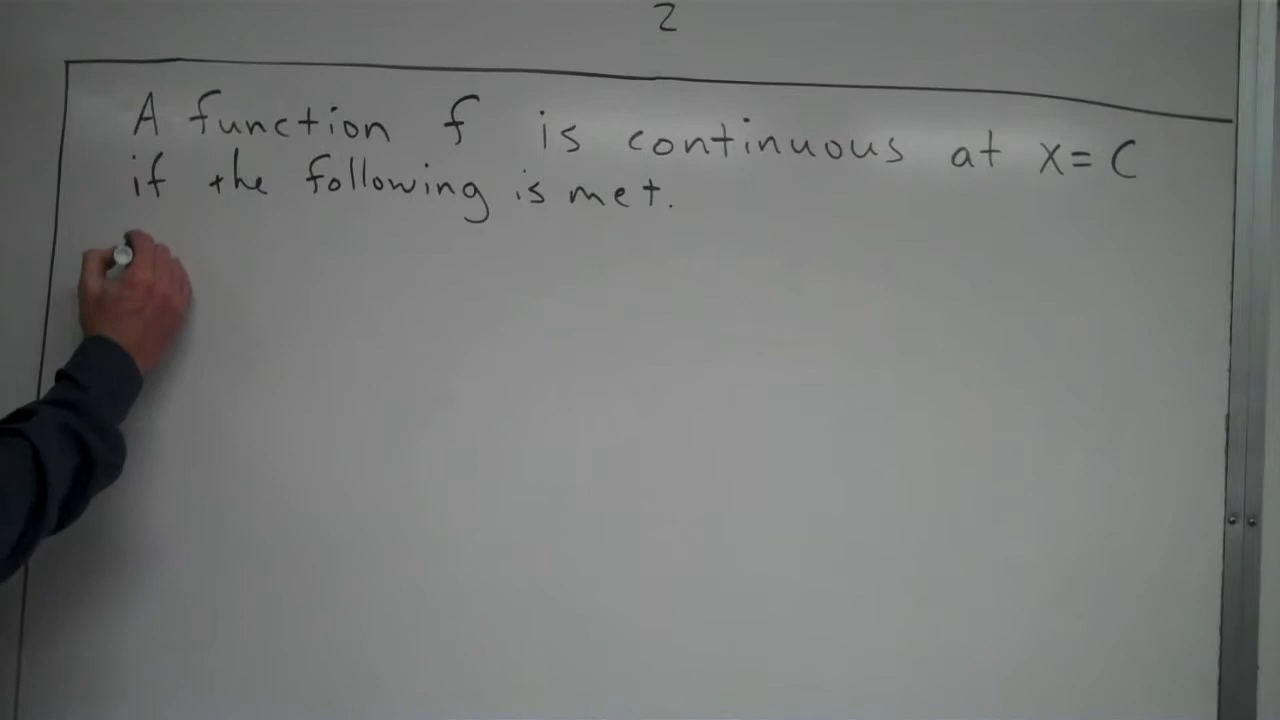 2
A function f is continuous at x = C
if the following is met.